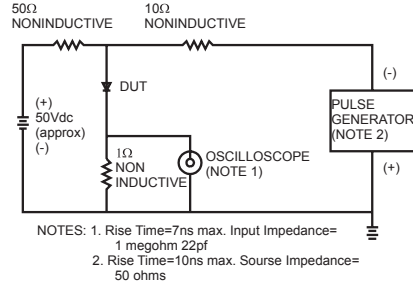 50Ω
NONINDUCTIVE
10Ω
NONINDUCTIVE
DUT
(+)
50Vdc
(approx)
(-)
1Ω
NON
INDUCTIVE
OSCILLOSCOPE
(NOTE 1)
(-)
PULSE
GENERATOR
(NOTE 2)
(+)
NOTES: 1. Rise Time=7ns max. Input Impedance=
1 megohm 22pf
2. Rise Time=10ns max. Sourse Impedance=
50 ohms